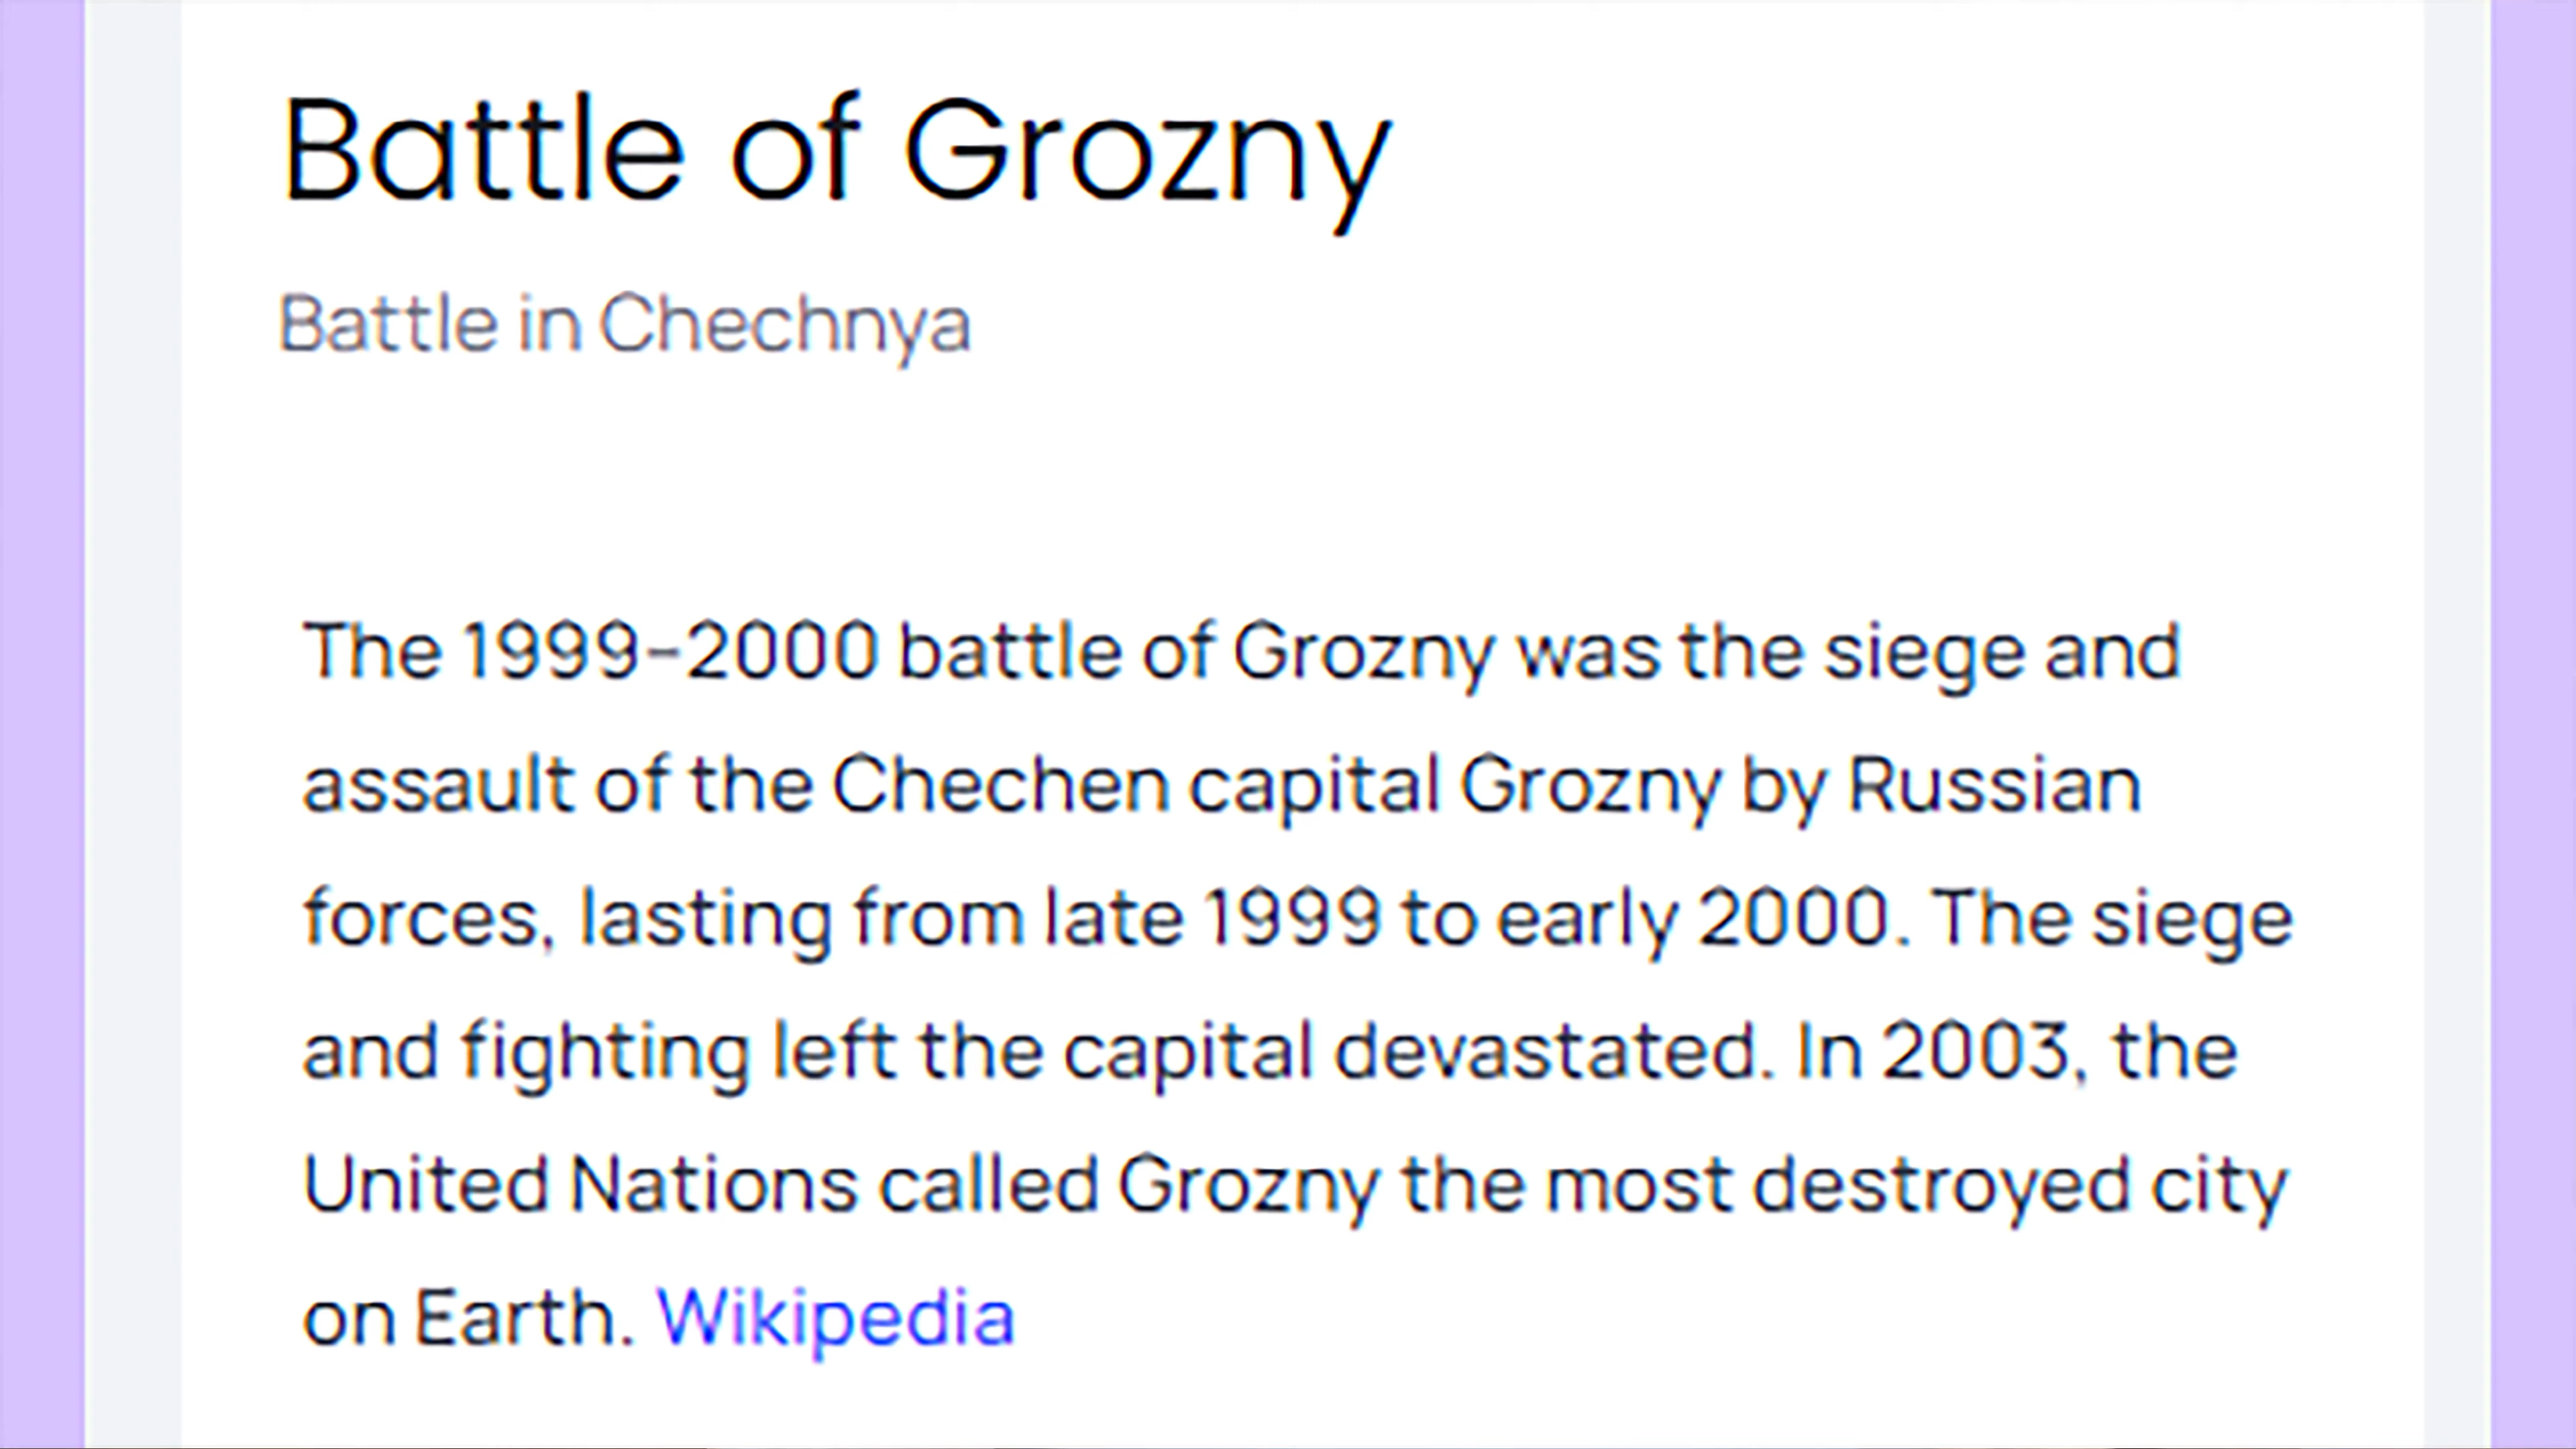 Battle of Grozny
Battle in Chechnya
The 1999–2000 battle of Grozny was the siege and
assault of the Chechen capital Grozny by Russian
forces, lasting from late 1999 to early 2000. The siege
and fighting left the capital devastated. In 2003, the
United Nations called Grozny the most destroyed city
on Earth. Wikipedia